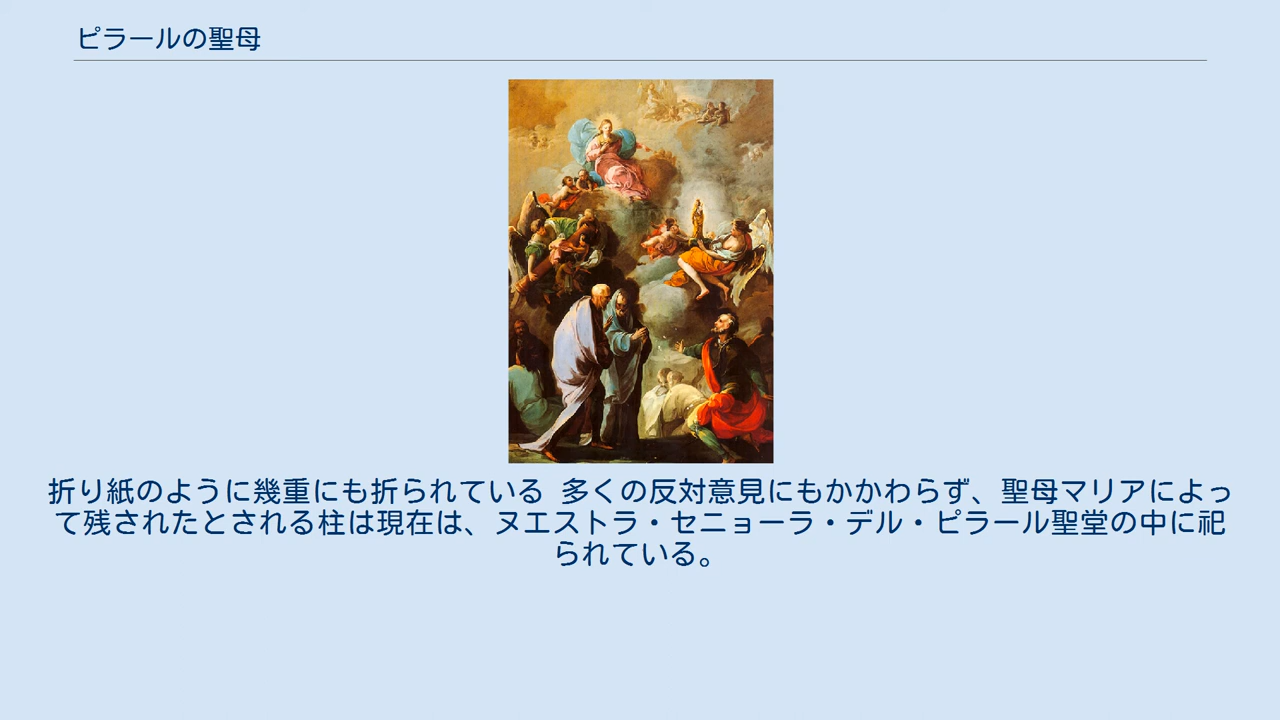 ピラールの聖母
折り紙のように幾重にも折られている 多くの反対意見にもかかわらず、聖母マリアによっ
て残されたとされる柱は現在は、ヌエストラ・セニョーラ・デル・ピラール聖堂の中に祀
られている。